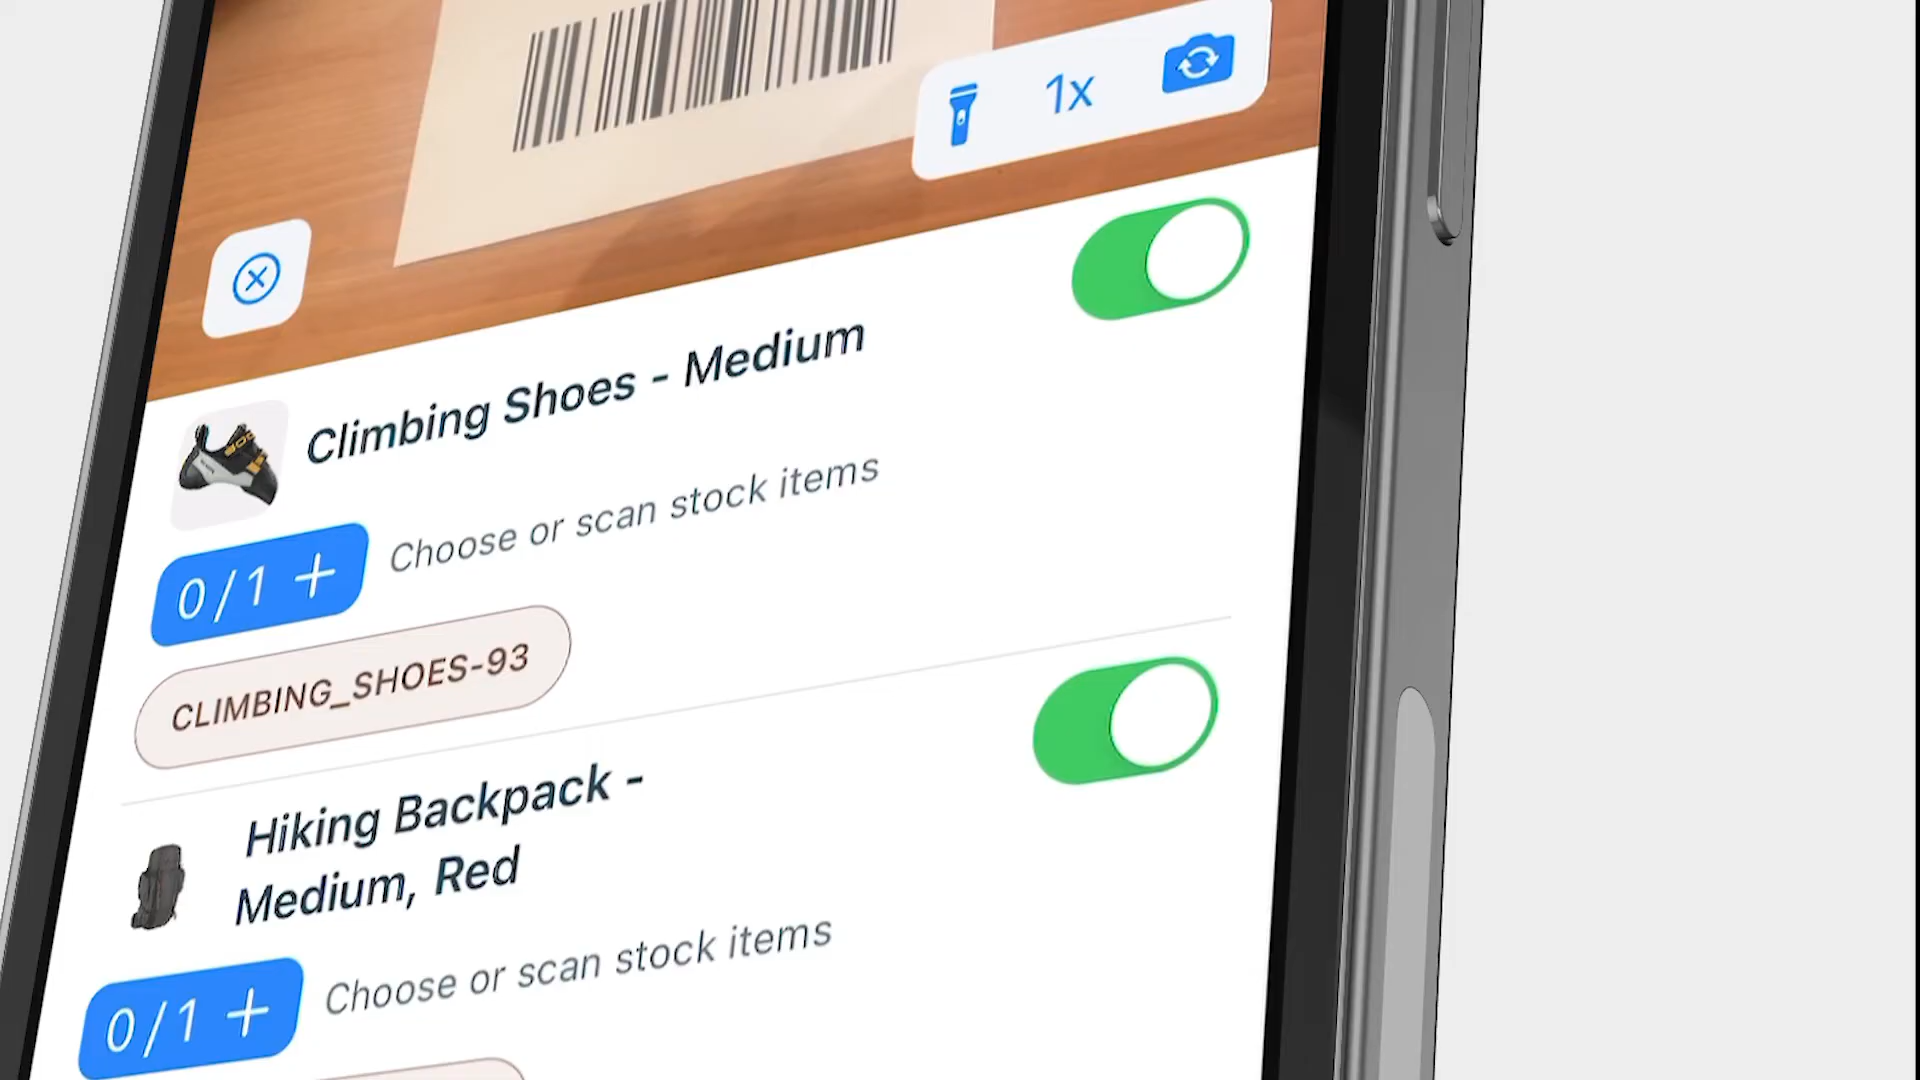 1x
Climbing Shoes - Medium
0/1 +
Choose or scan stock items
CLIMBING_SHOES-93
Hiking Backpack -
Medium, Red
0/1 +
Choose or scan stock items